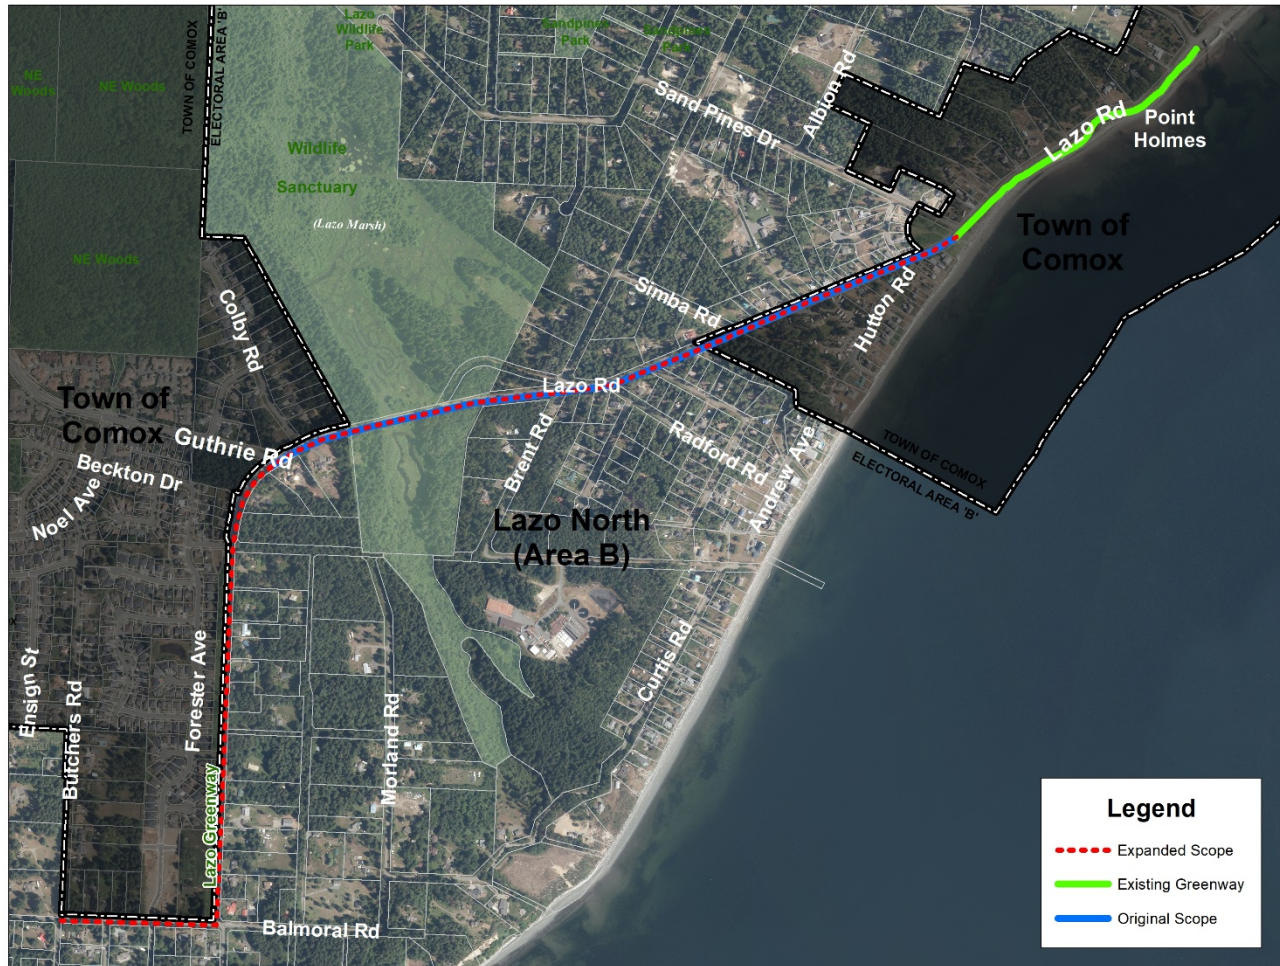 Lazo
Wildlife
Park
Sandpines
Park
NE
Woods
NE Woods
TOWN OF COMOX
ELECTORAL AREA 'B'
Sand Pines Dr
Albion Rd
Lazo Rd
Point
Holmes
Wildlife
Sanctuary
(Lazo Marsh)
Town of
Comox
NE Woods
Colby Rd
Simba Rd
Hutton Rd
Lazo Rd
Town of
Comox
Guthrie Rd
Beckton Dr
Noel Ave
Brent Rd
Radford Rd
Andrew Ave
TOWN OF COMOX
ELECTORAL AREA 'B'
Lazo North
(Area B)
Ensign St
Butchers Rd
Forester Ave
Morland Rd
Curtis Rd
Lazo Greenway
Balmoral Rd
Legend
Expanded Scope
Existing Greenway
Original Scope